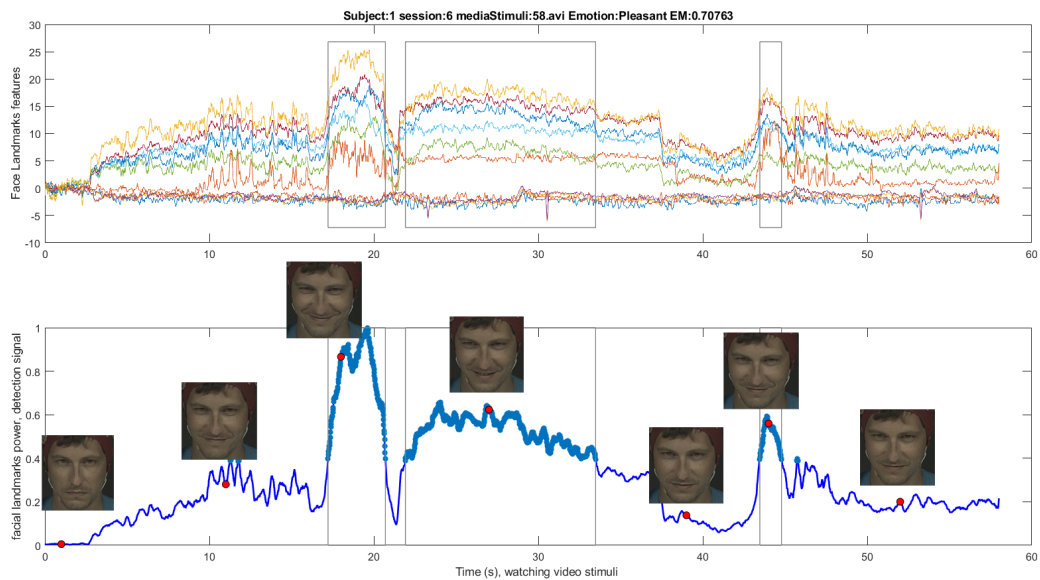 Subject:1 session:6 mediaStimuli:58.avi Emotion:Pleasant EM:0.70763
Face Landmarks features
30
25
20
15
10
5
0
-5
-10
0 10 20 30 40 50 60
facial landmarks power, detection signal
1
0.8
0.6
0.4
0.2
0
0 10 20 30 40 50 60
Time (s), watching video stimuli